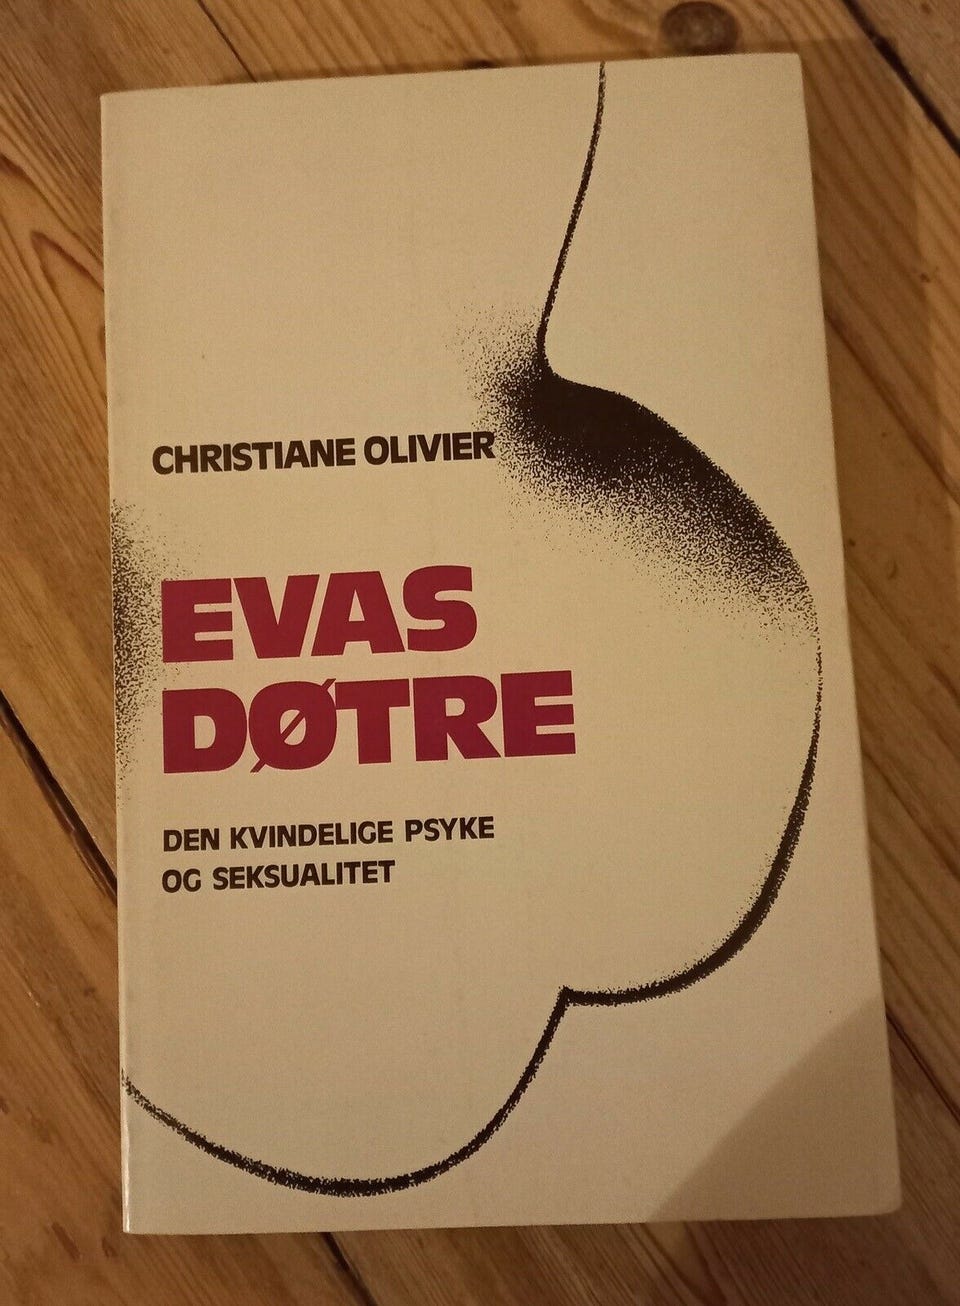 CHRISTIANE OLIVIER
EVAS
DØTRE
DEN KVINDELIGE PSYKE
OG SEKSUALITET